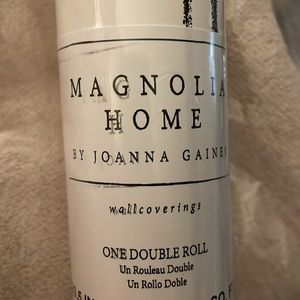 MAGNOLIA
HOME
BY JOANNA GAINES
wallcoverings
ONE DOUBLE ROLL
Un Rouleau Double
Un Rollo Doble